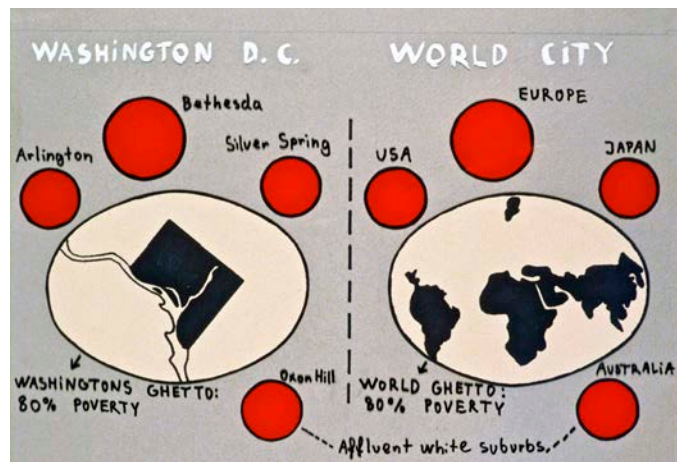 WASHINGTON D.C.
WORLD CITY
Bethesda
Arlington
Silver Spring
EUROPE
USA
JAPAN
WASHINGTONS GHETTO:
80% POVERTY
Oxon Hill
WORLD GHETTO:
80% POVERTY
AUSTRALIA
Affluent white suburbs.